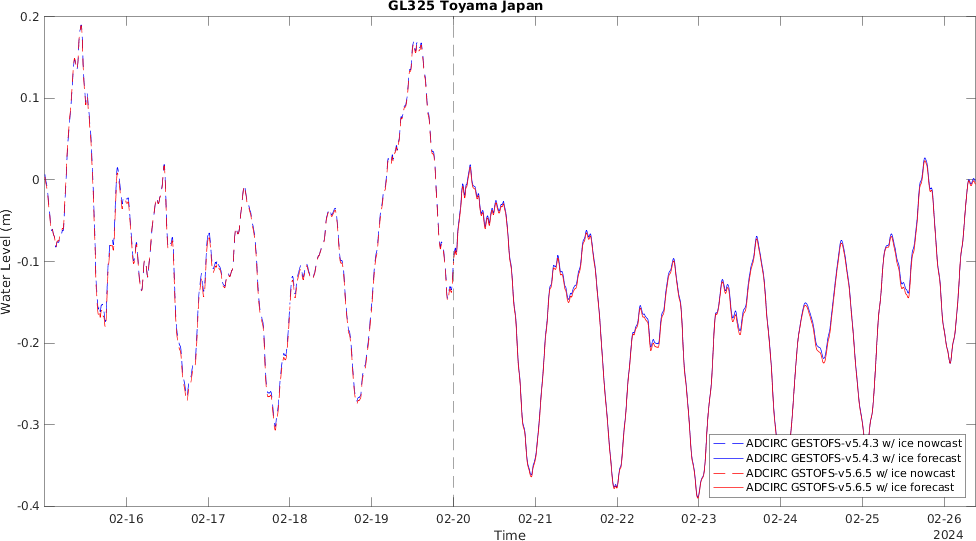 GL325 Toyama Japan
Water Level (m)
0.2
0.1
0
-0.1
-0.2
-0.3
-0.4
ADCIRC GESTOFS-v5.4.3 w/ ice nowcast
ADCIRC GESTOFS-v5.4.3 w/ ice forecast
ADCIRC GSTOFS-v5.6.5 w/ ice nowcast
ADCIRC GSTOFS-v5.6.5 w/ ice forecast
02-16 02-17 02-18 02-19 02-20 02-21 02-22 02-23 02-24 02-25 02-26
Time
2024